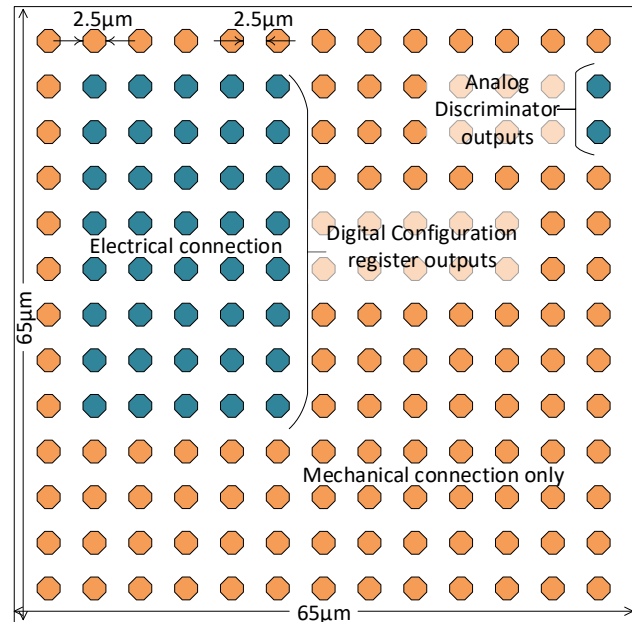 2.5µm
2.5µm
Analog
Discriminator
outputs
Electrical connection
Digital Configuration
register outputs
65µm
Mechanical connection only
65µm